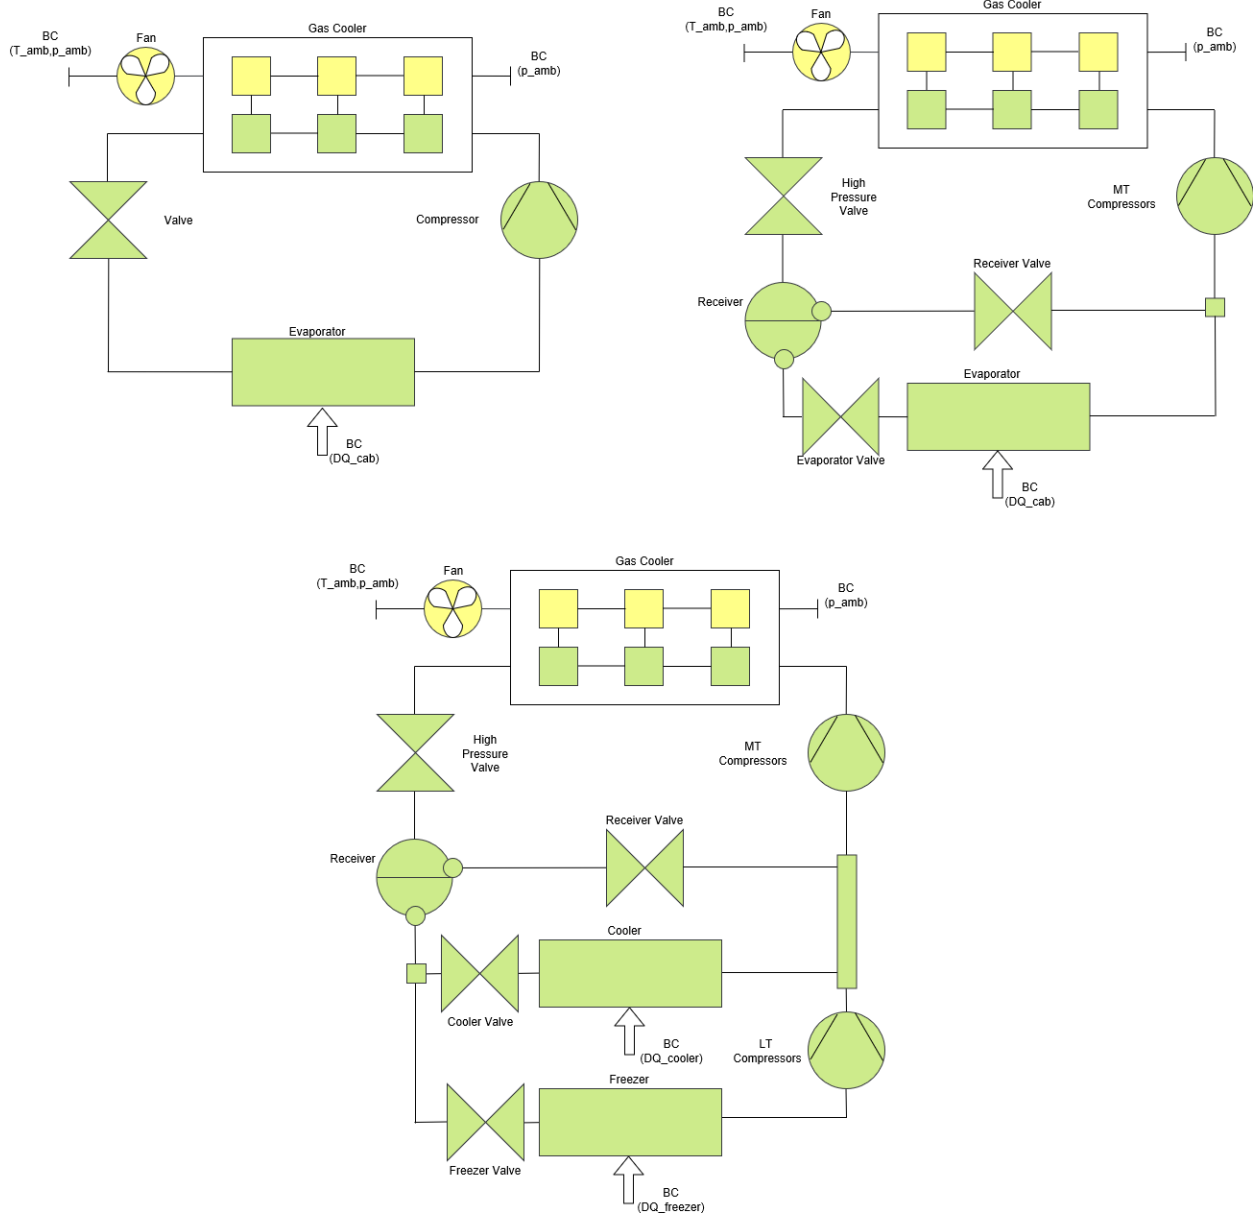 Gas Cooler
BC
(T_amb,p_amb)
Fan
BC
(p_amb)
Valve
Compressor
Evaporator
BC
(DQ_cab)
Gas Cooler
BC
(T_amb,p_amb)
Fan
BC
(p_amb)
High
Pressure
Valve
MT
Compressors
Receiver Valve
Receiver
Evaporator
Evaporator Valve
BC
(DQ_cab)
Gas Cooler
BC
(T_amb,p_amb)
Fan
BC
(p_amb)
High
Pressure
Valve
MT
Compressors
Receiver Valve
Receiver
Cooler
Cooler Valve
BC
(DQ_cooler)
LT
Compressors
Freezer
Freezer Valve
BC
(DQ_freezer)